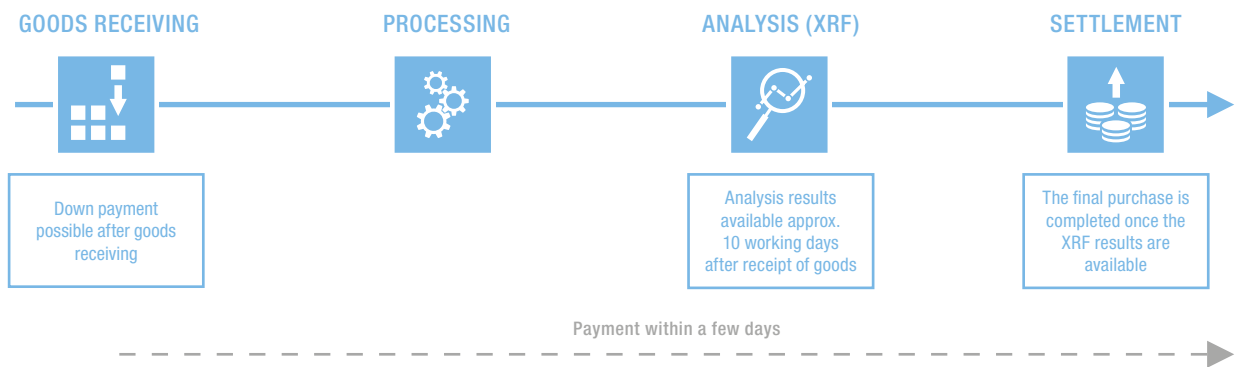 GOODS RECEIVING
PROCESSING
ANALYSIS (XRF)
SETTLEMENT
Down payment
possible after goods
receiving
Analysis results
available approx.
10 working days
after receipt of goods
The final purchase is
completed once the
XRF results are
available
Payment within a few days